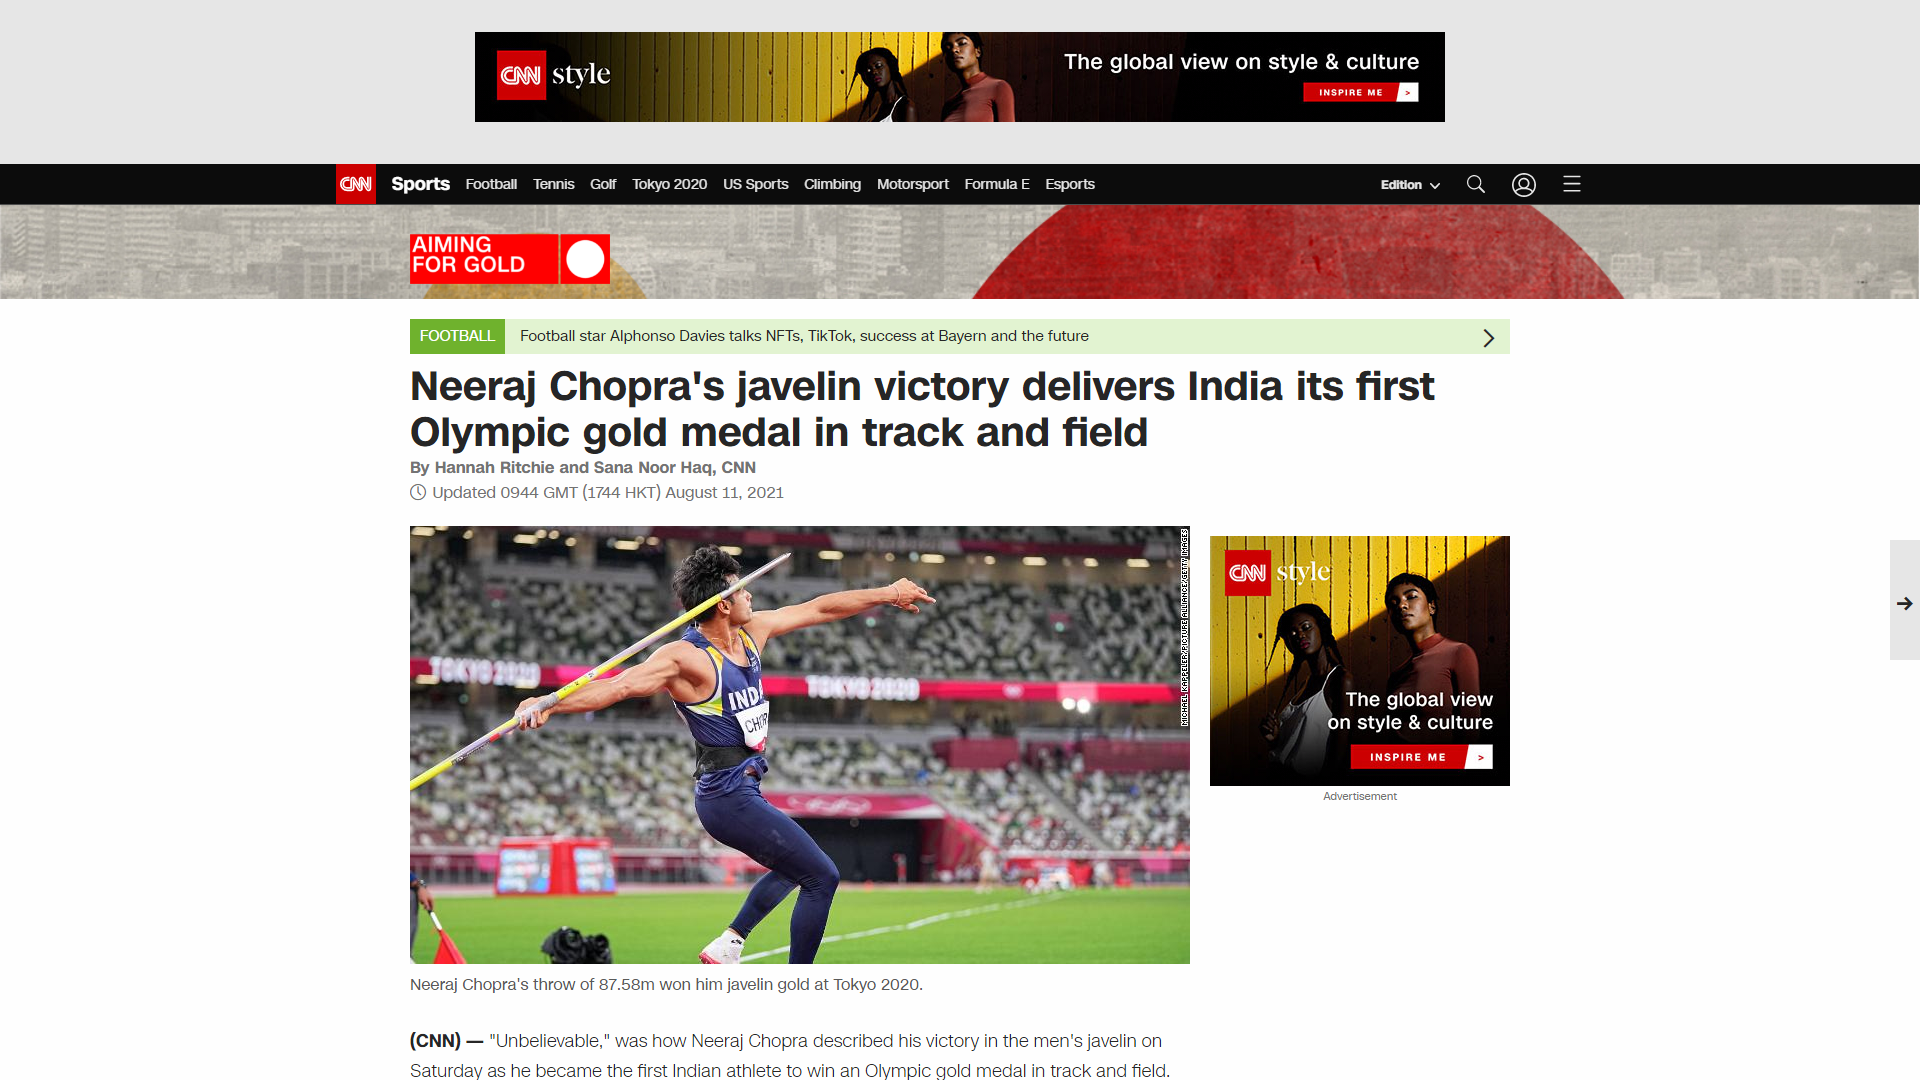 CNN style
The global view on style & culture
INSPIRE ME >
CNN Sports Football Tennis Golf Tokyo 2020 US Sports Climbing Motorsport Formula E Esports Edition
AIMING
FOR GOLD
FOOTBALL Football star Alphonso Davies talks NFTs, TikTok, success at Bayern and the future
Neeraj Chopra's javelin victory delivers India its first
Olympic gold medal in track and field
By Hannah Ritchie and Sana Noor Haq, CNN
Updated 0944 GMT (1744 HKT) August 11, 2021
TOKYO 2020
TOKYO 2020
IND
CHOP
MICHAEL KAPPELER/PICTURE ALLIANCE/GETTY IMAGES
CNN style
The global view
on style & culture
INSPIRE ME >
Advertisement
Neeraj Chopra's throw of 87.58m won him javelin gold at Tokyo 2020.
(CNN) — "Unbelievable," was how Neeraj Chopra described his victory in the men's javelin on
Saturday as he became the first Indian athlete to win an Olympic gold medal in track and field.